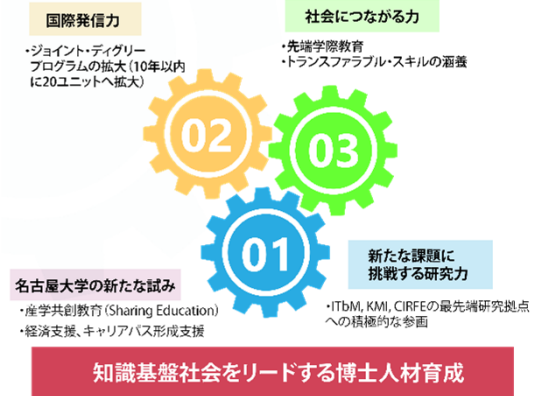 国際発信力
・ジョイント・ディグリー
プログラムの拡大(10年以内
に20ユニットへ拡大)
社会につながる力
・先端学際教育
・トランスファラブル・スキルの涵養
02
03
01
新たな課題に
挑戦する研究力
・ITbM, KMI, CIRFEの最先端研究拠点
への積極的な参画
名古屋大学の新たな試み
・産学共創教育(Sharing Education)
・経済支援、キャリアパス形成支援
知識基盤社会をリードする博士人材育成